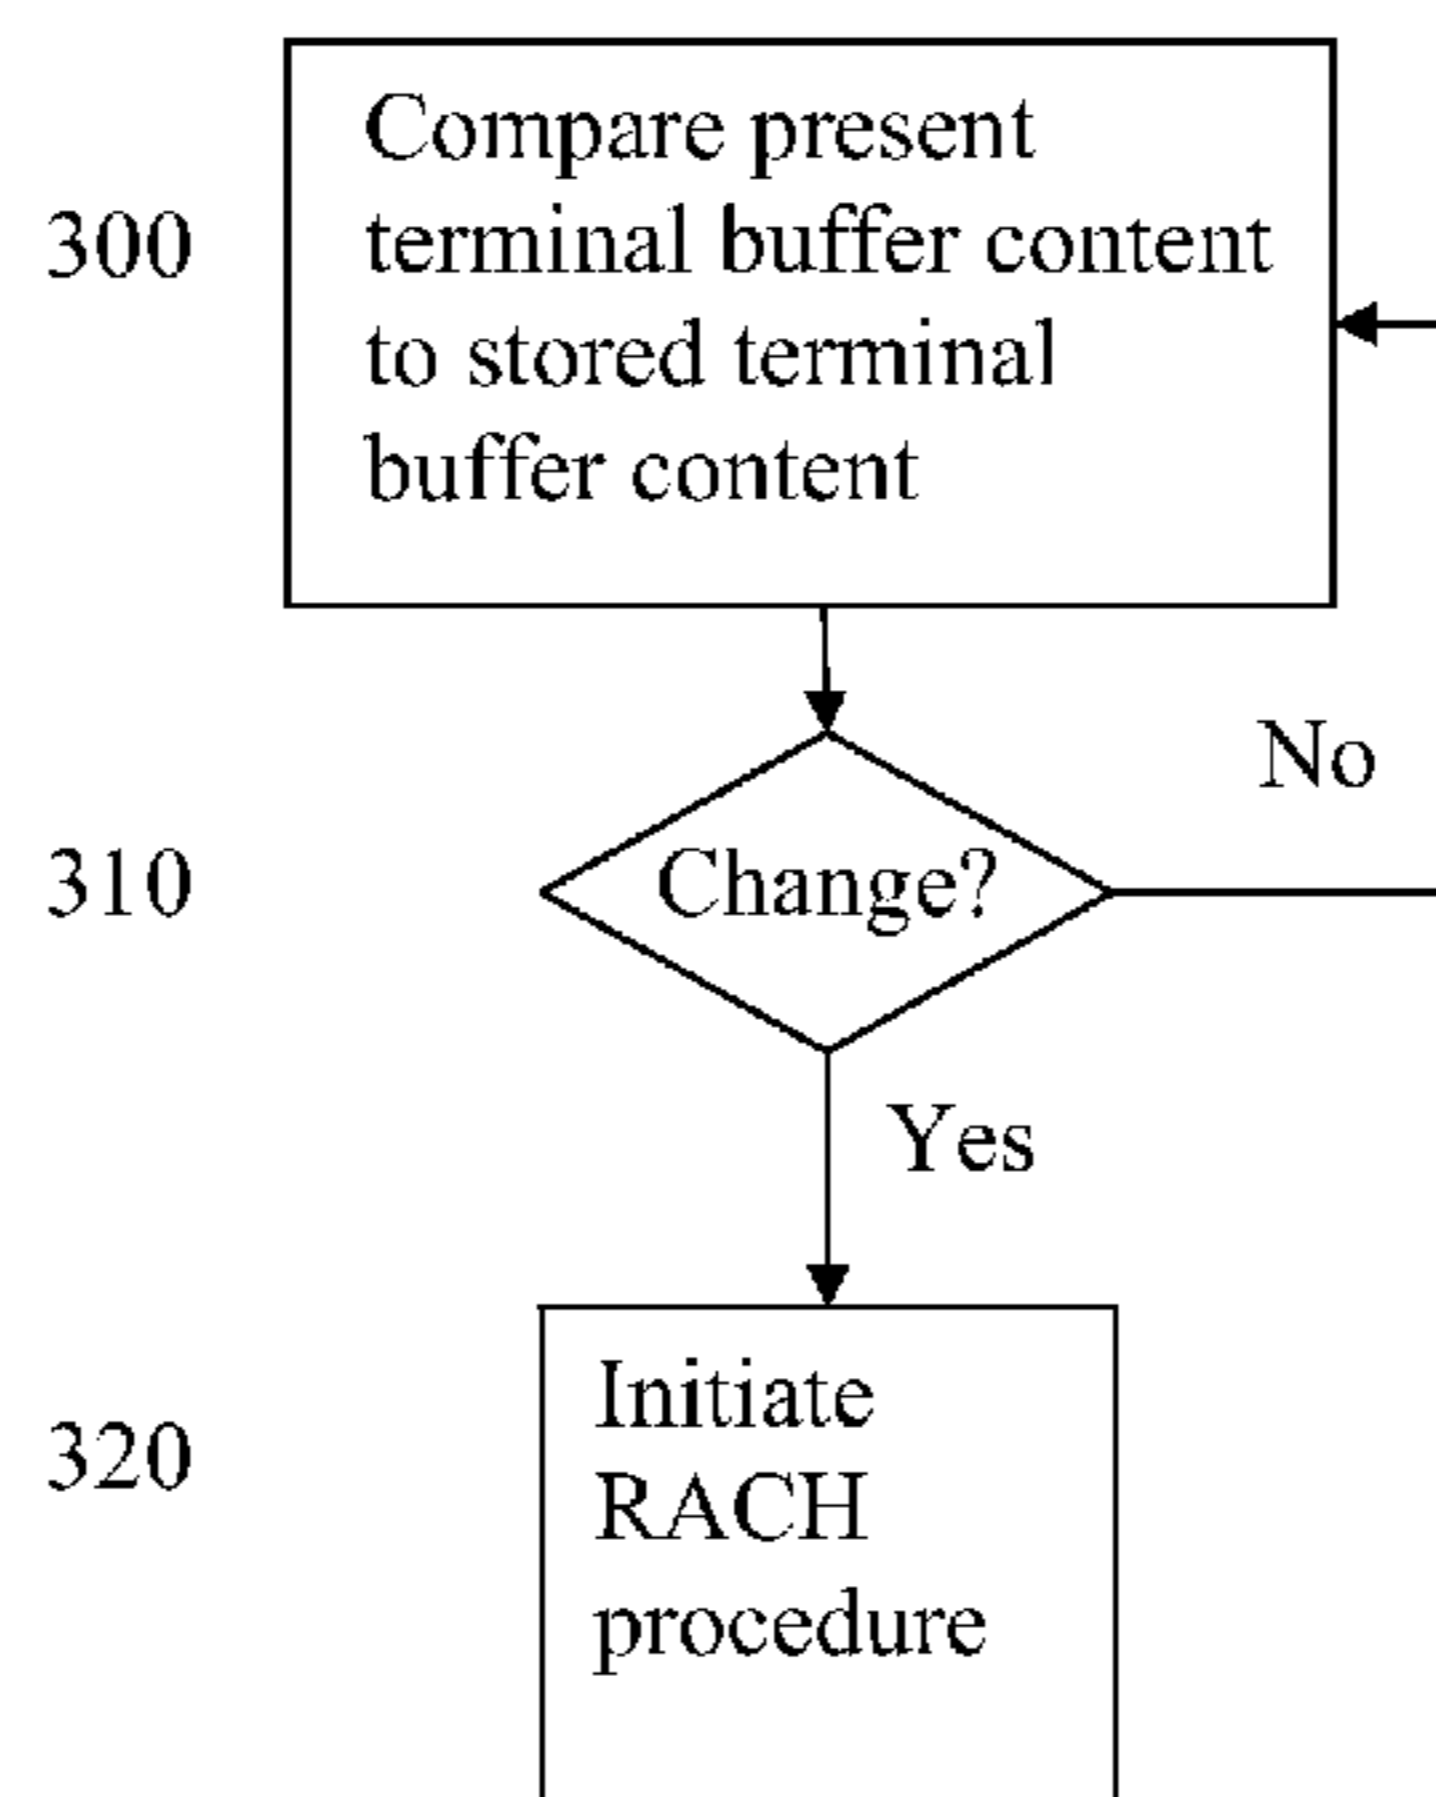 Compare present
300
terminal buffer content
to stored terminal
buffer content
No
310
Change?
Yes
Initiate
320
RACH
procedure